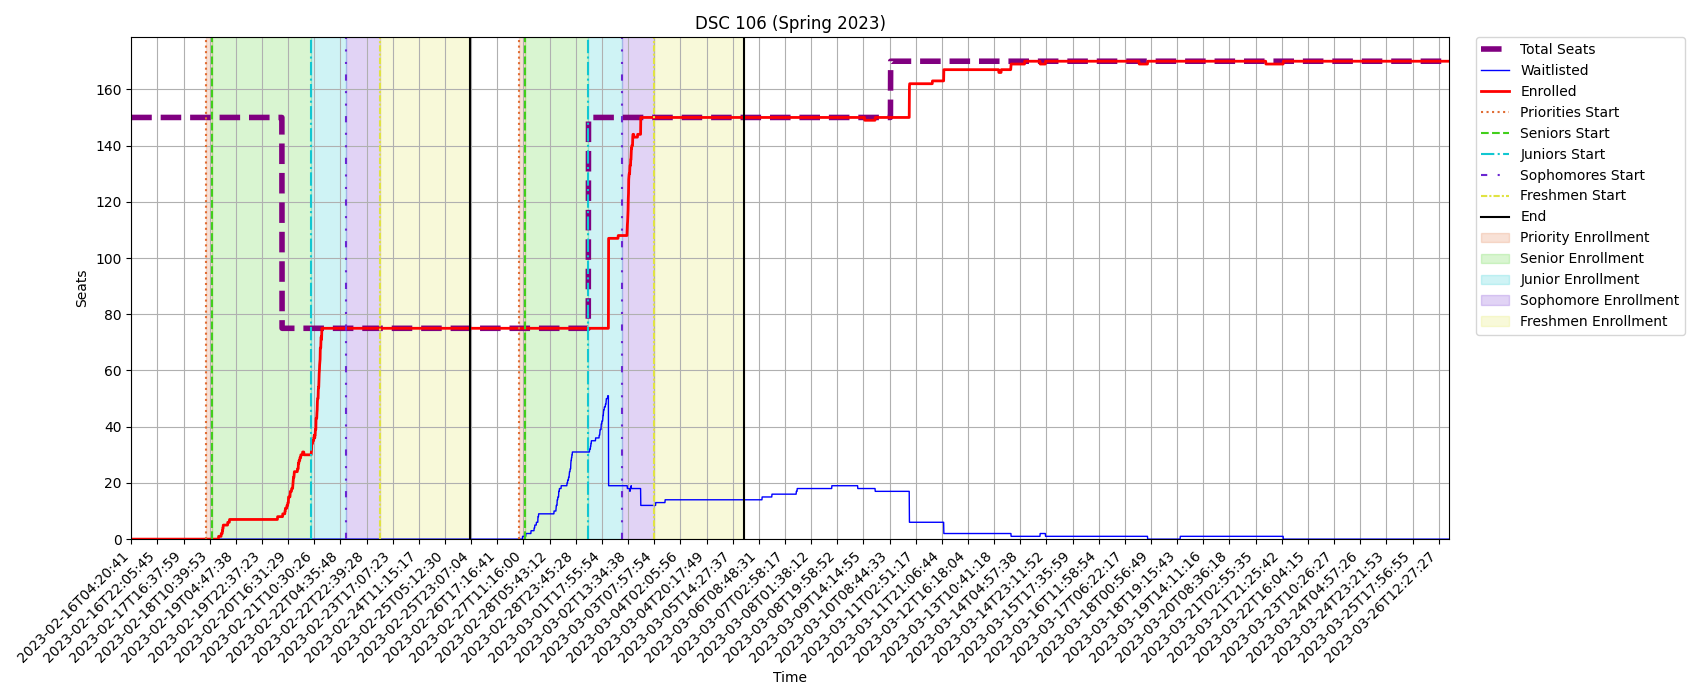 DSC 106 (Spring 2023)
Seats
160
140
120
100
80
60
40
20
0
2023-02-16T04:20:41
2023-02-16T22:05:45
2023-02-17T16:37:59
2023-02-18T10:39:53
2023-02-19T04:47:38
2023-02-19T22:37:23
2023-02-20T16:31:29
2023-02-21T10:30:26
2023-02-22T04:35:48
2023-02-22T22:39:28
2023-02-23T17:07:23
2023-02-24T11:15:17
2023-02-25T05:12:30
2023-02-25T23:07:04
2023-02-26T17:16:41
2023-02-27T11:16:00
2023-02-28T05:43:12
2023-02-28T23:45:28
2023-03-01T17:55:54
2023-03-02T13:34:38
2023-03-03T07:57:54
2023-03-04T02:05:56
2023-03-04T20:17:49
2023-03-05T14:27:37
2023-03-06T08:48:31
2023-03-07T02:58:17
2023-03-08T01:38:12
2023-03-08T19:58:52
2023-03-09T14:14:55
2023-03-10T08:44:33
2023-03-11T02:51:17
2023-03-11T21:06:44
2023-03-12T16:18:04
2023-03-13T10:41:18
2023-03-14T04:57:38
2023-03-14T23:11:52
2023-03-15T17:35:59
2023-03-16T11:58:54
2023-03-17T06:22:17
2023-03-18T00:56:49
2023-03-18T19:15:43
2023-03-19T14:11:16
2023-03-20T08:36:18
2023-03-21T02:55:35
2023-03-21T21:25:44
2023-03-22T16:04:15
2023-03-23T10:26:27
2023-03-24T04:57:26
2023-03-24T23:21:53
2023-03-25T17:56:55
2023-03-26T12:27:27
Time
Total Seats
Waitlisted
Enrolled
Priorities Start
Seniors Start
Juniors Start
Sophomores Start
Freshmen Start
End
Priority Enrollment
Senior Enrollment
Junior Enrollment
Sophomore Enrollment
Freshmen Enrollment